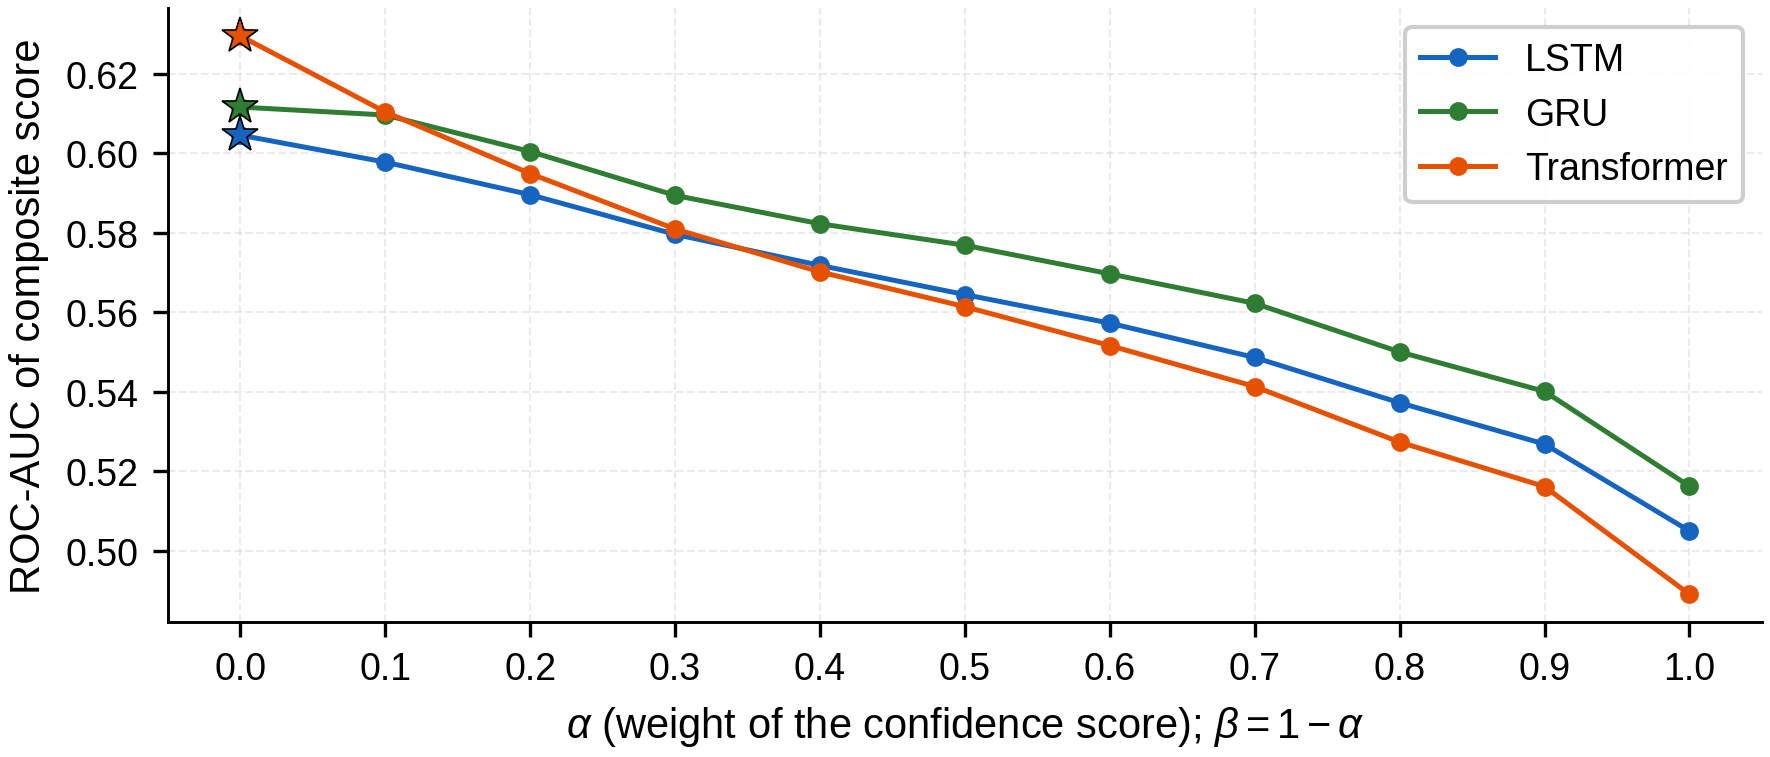 ROC-AUC of composite score
0.62
0.60
0.58
0.56
0.54
0.52
0.50
LSTM
GRU
Transformer
0.0 0.1 0.2 0.3 0.4 0.5 0.6 0.7 0.8 0.9 1.0
α (weight of the confidence score); β = 1 − α